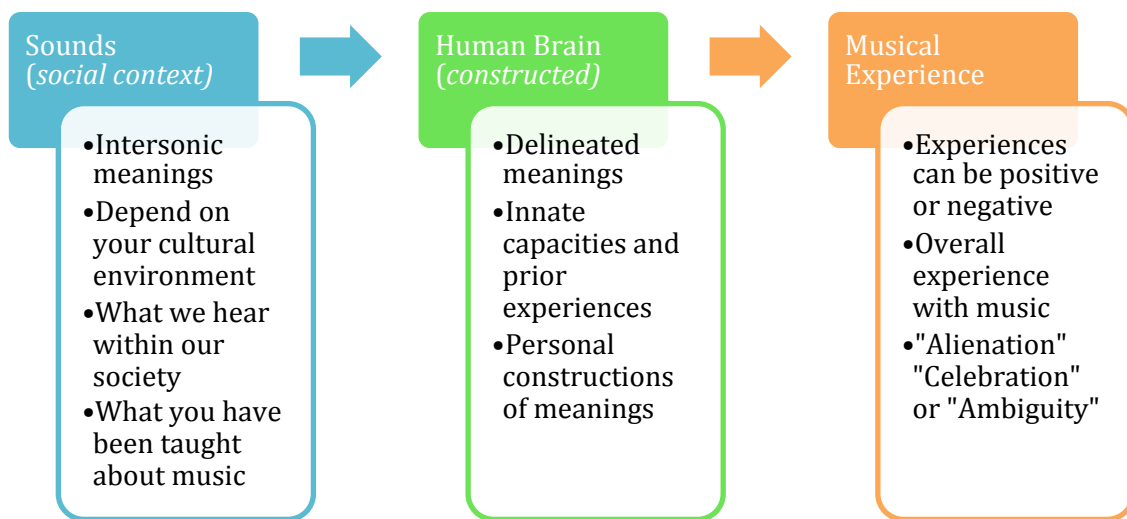 Sounds
(social context)
•Intersonic
meanings
•Depend on
your cultural
environment
•What we hear
within our
society
•What you have
been taught
about music
Human Brain
(constructed)
•Delineated
meanings
•Innate
capacities and
prior
experiences
•Personal
constructions
of meanings
Musical
Experience
•Experiences
can be positive
or negative
•Overall
experience
with music
•"Alienation"
"Celebration"
or "Ambiguity"